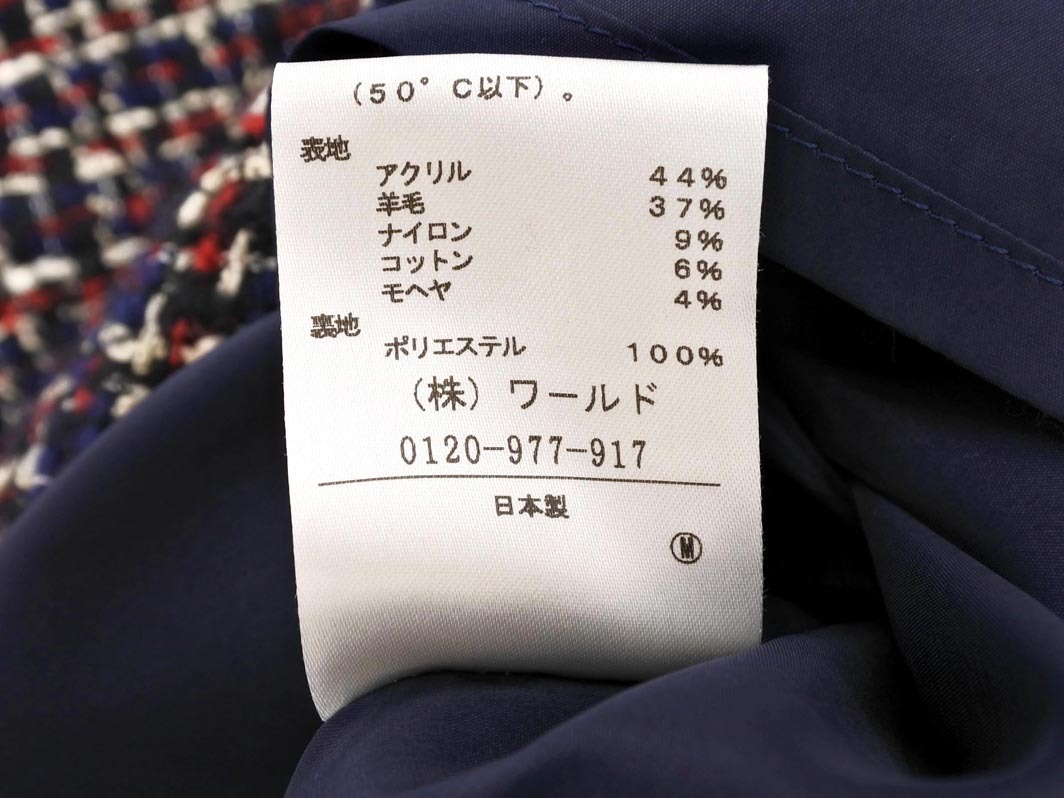 （５０°Ｃ以下）。
表地
アクリル ４４％
羊毛 ３７％
ナイロン ９％
コットン ６％
モヘヤ ４％
裏地
ポリエステル １００％
（株）ワールド
0120−977−917
日本製
Ⓜ